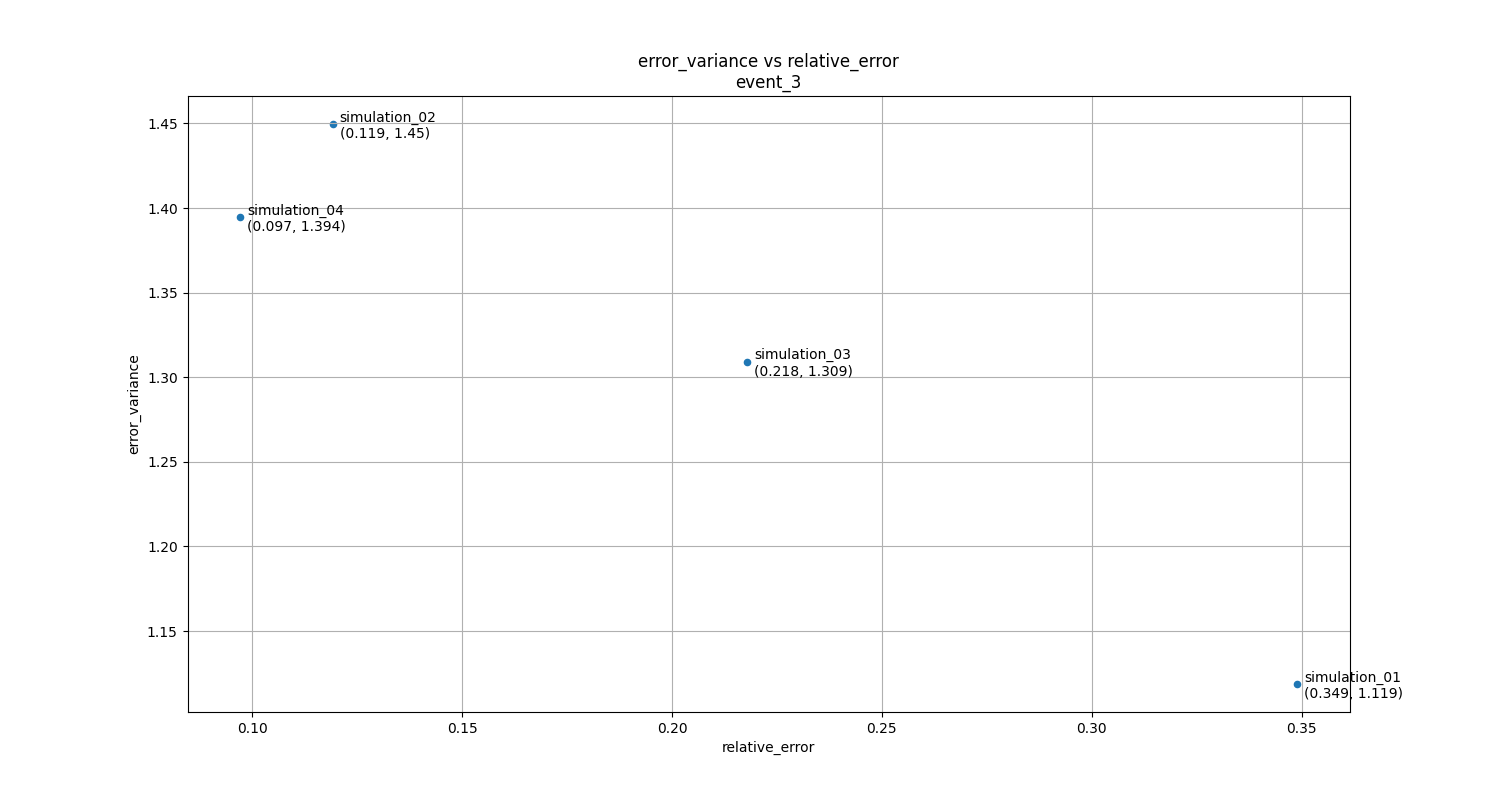 error_variance vs relative_error
event_3
simulation_02
(0.119, 1.45)
simulation_04
(0.097, 1.394)
simulation_03
(0.218, 1.309)
simulation_01
(0.349, 1.119)
error_variance
1.45
1.40
1.35
1.30
1.25
1.20
1.15
0.10
0.15
0.20
0.25
0.30
0.35
relative_error